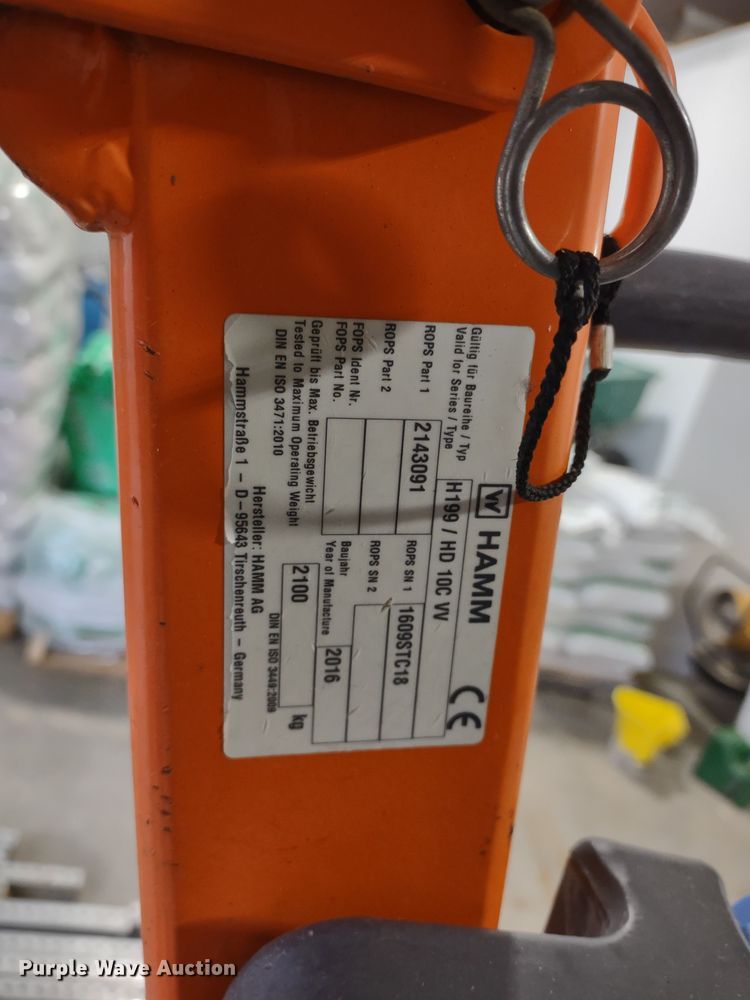 HAMM
CE
Gültig für Baureihe / Typ
Valid for Series / Type
H199 / HD 10C VV
ROPS Part 1
2143091
ROPS SN 1
1609STC18
ROPS Part 2
ROPS SN 2
FOPS Ident Nr.
FOPS Part No.
Baujahr
Year of Manufacture
2016
Geprüft bis Max. Betriebsgewicht
Tested to Maximum Operating Weight
2100
kg
DIN EN ISO 3471:2010
DIN EN ISO 3449:2009
Hersteller: HAMM AG
Hammstraße 1 – D–95643 Tirschenreuth – Germany
Purple Wave Auction